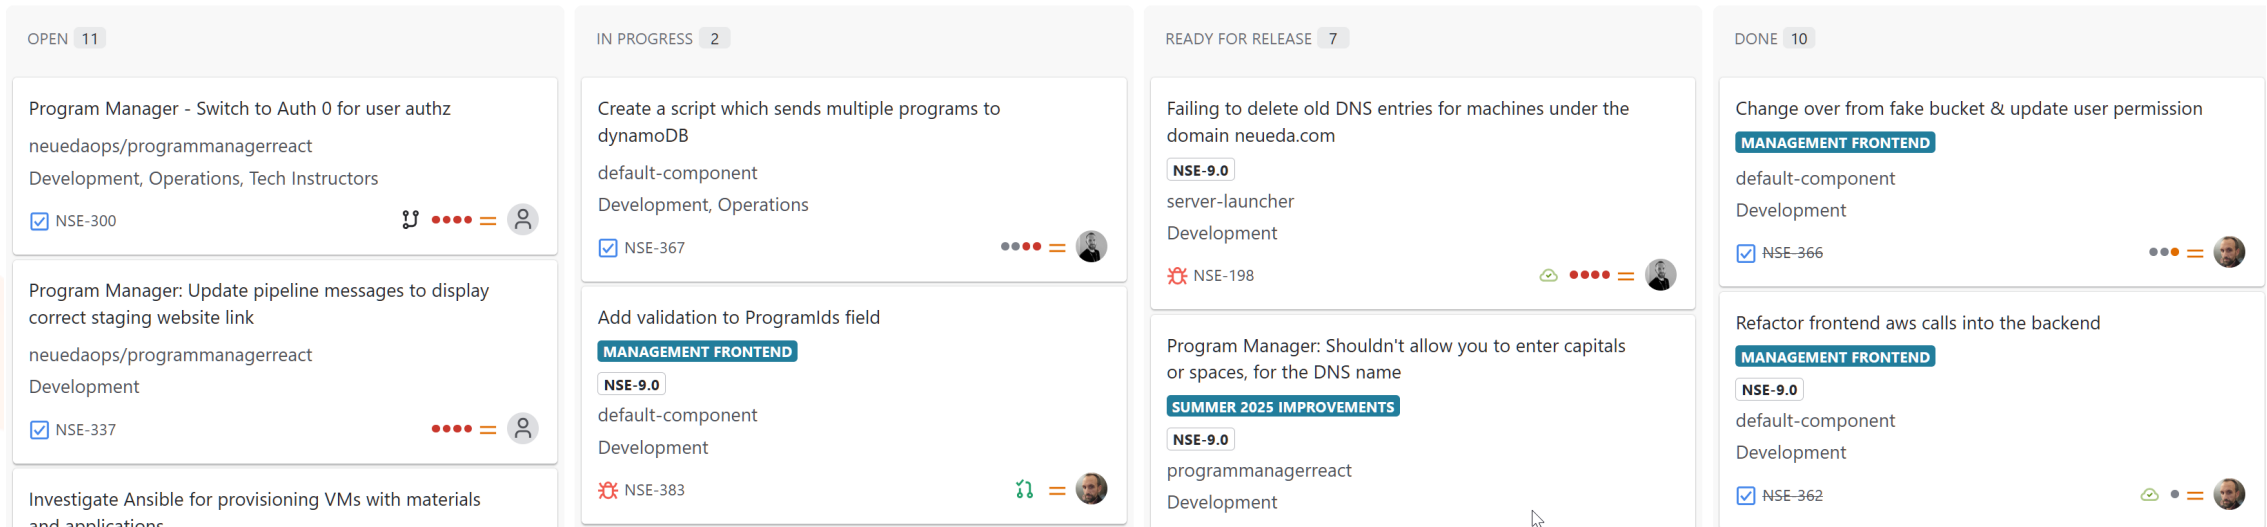 OPEN 11
Program Manager - Switch to Auth 0 for user authz
neuedaops/programmanagerreact
Development, Operations, Tech Instructors
NSE-300
Program Manager: Update pipeline messages to display
correct staging website link
neuedaops/programmanagerreact
Development
NSE-337
Investigate Ansible for provisioning VMs with materials
and applications
IN PROGRESS 2
Create a script which sends multiple programs to
dynamoDB
default-component
Development, Operations
NSE-367
Add validation to ProgramIds field
MANAGEMENT FRONTEND
NSE-9.0
default-component
Development
NSE-383
READY FOR RELEASE 7
Failing to delete old DNS entries for machines under the
domain neueda.com
NSE-9.0
server-launcher
Development
NSE-198
Program Manager: Shouldn't allow you to enter capitals
or spaces, for the DNS name
SUMMER 2025 IMPROVEMENTS
NSE-9.0
programmanagerreact
Development
DONE 10
Change over from fake bucket & update user permission
MANAGEMENT FRONTEND
default-component
Development
NSE-366
Refactor frontend aws calls into the backend
MANAGEMENT FRONTEND
NSE-9.0
default-component
Development
NSE-362